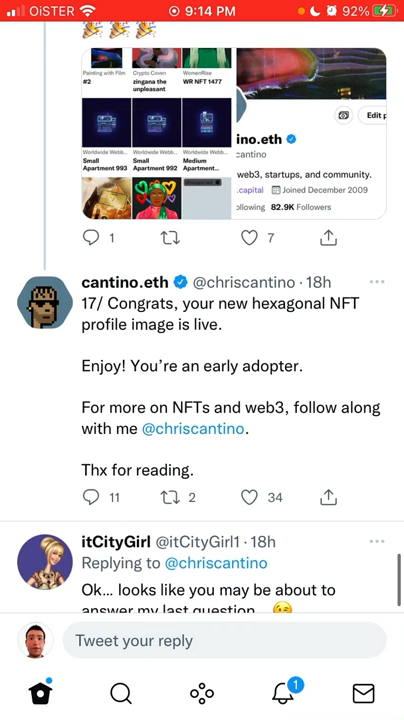 OiSTER 9:14 PM 92%
Painting with Film Crypto Coven WomenRise
#2 zingana the unpleasant WR NFT 1477
Edit p
ino.eth
cantino
web3, startups, and community.
.capital Joined December 2009
ollowing 82.9K Followers
Worldwide Webb... Worldwide Webb... Worldwide Webb...
Small Apartment 993 Small Apartment 992 Medium Apartment...
1 7
cantino.eth @chriscantino · 18h
17/ Congrats, your new hexagonal NFT
profile image is live.
Enjoy! You’re an early adopter.
For more on NFTs and web3, follow along
with me @chriscantino.
Thx for reading.
11 2 34
itCityGirl @itCityGirl1 · 18h
Replying to @chriscantino
Ok... looks like you may be about to
answer my last question
Tweet your reply
1